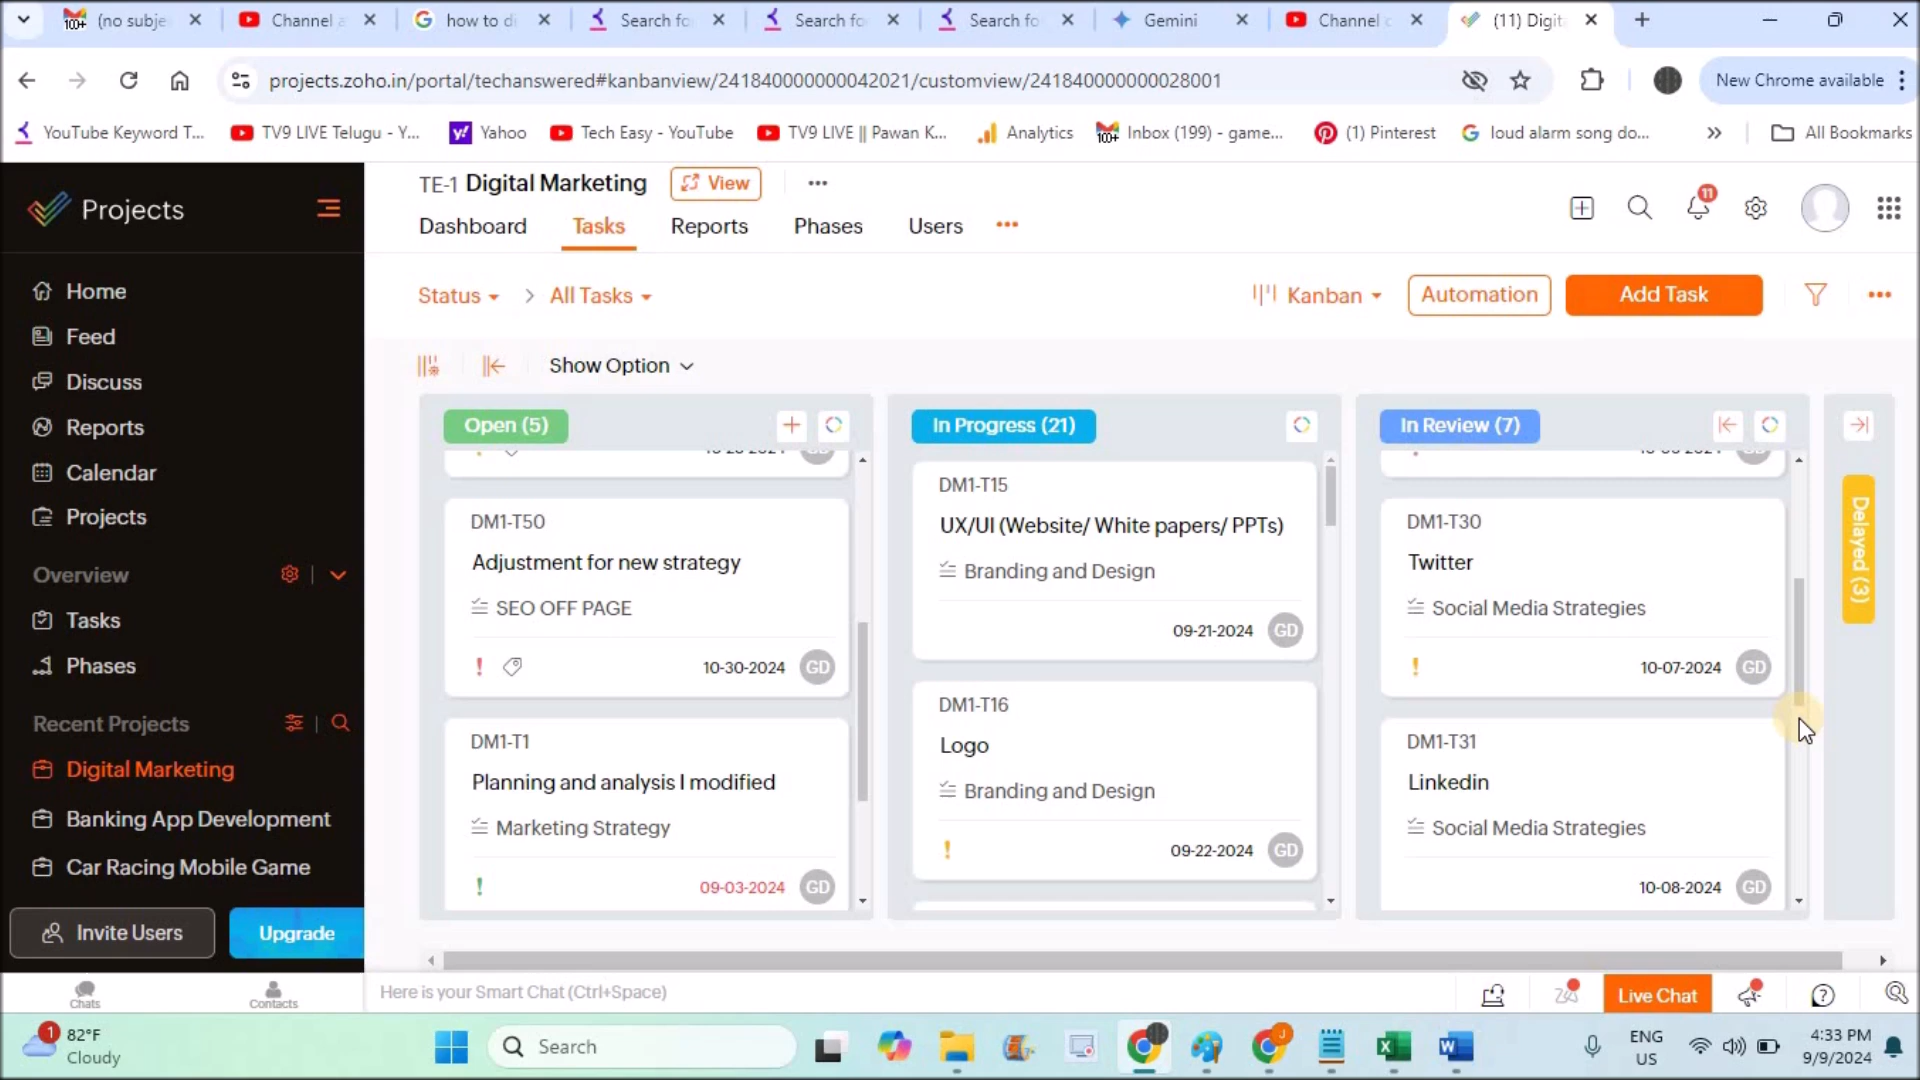 100+ (no subje
Channel
how to d
Search fo
Search fo
Search fo
Gemini
Channel
(11) Digit
projects.zoho.in/portal/techanswered#kanbanview/241840000000042021/customview/241840000000028001
New Chrome available
YouTube Keyword T...
TV9 LIVE Telugu - Y...
Yahoo
Tech Easy - YouTube
TV9 LIVE || Pawan K...
Analytics
100+ Inbox (199) - game...
(1) Pinterest
loud alarm song do...
All Bookmarks
Projects
TE-1 Digital Marketing
View
11
Dashboard Tasks Reports Phases Users
Home
Feed
Discuss
Reports
Calendar
Projects
Overview
Tasks
Phases
Recent Projects
Digital Marketing
Banking App Development
Car Racing Mobile Game
Invite Users
Upgrade
Status > All Tasks
Kanban
Automation
Add Task
Show Option
Open (5)
GD
DM1-T50
Adjustment for new strategy
SEO OFF PAGE
10-30-2024 GD
DM1-T1
Planning and analysis I modified
Marketing Strategy
09-03-2024 GD
In Progress (21)
DM1-T15
UX/UI (Website/ White papers/ PPTs)
Branding and Design
09-21-2024 GD
DM1-T16
Logo
Branding and Design
09-22-2024 GD
In Review (7)
GD
DM1-T30
Twitter
Social Media Strategies
10-07-2024 GD
DM1-T31
Linkedin
Social Media Strategies
10-08-2024 GD
Delayed (3)
Chats
Contacts
Here is your Smart Chat (Ctrl+Space)
Live Chat
1
82°F
Cloudy
Search
ENG
US
4:33 PM
9/9/2024